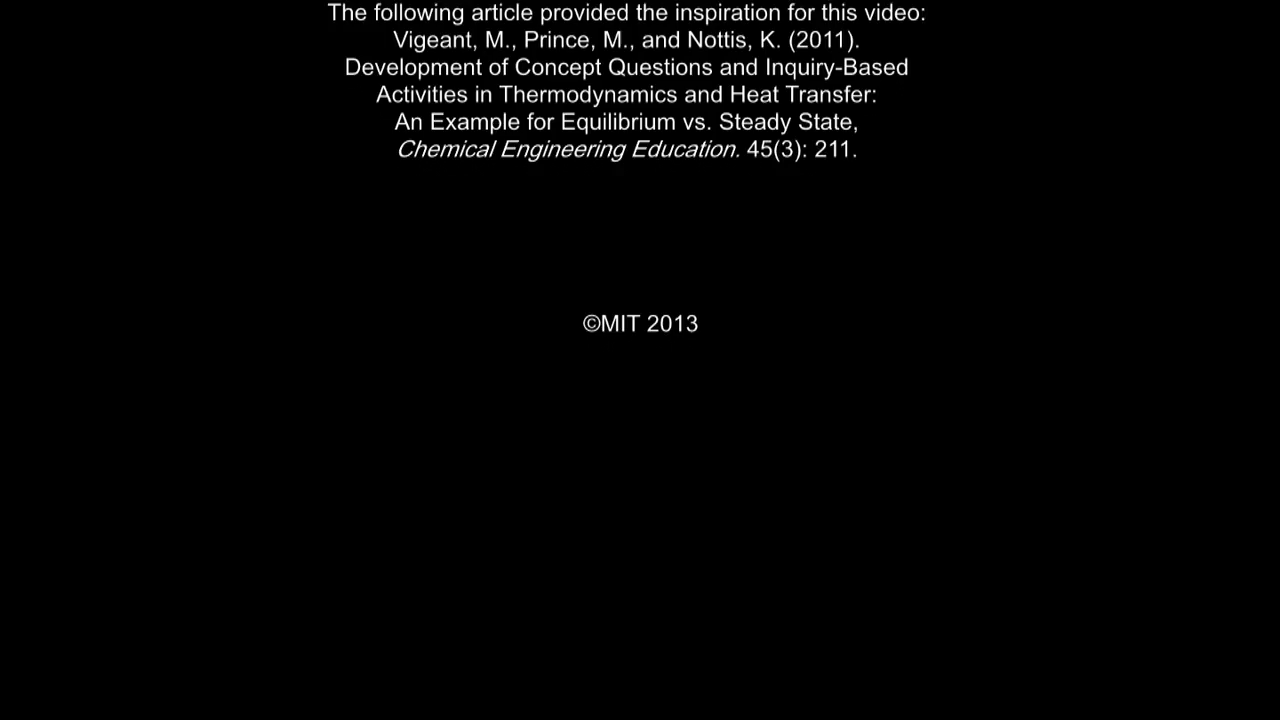 The following article provided the inspiration for this video:
Vigeant, M., Prince, M., and Nottis, K. (2011).
Development of Concept Questions and Inquiry-Based
Activities in Thermodynamics and Heat Transfer:
An Example for Equilibrium vs. Steady State,
Chemical Engineering Education. 45(3): 211.
©MIT 2013